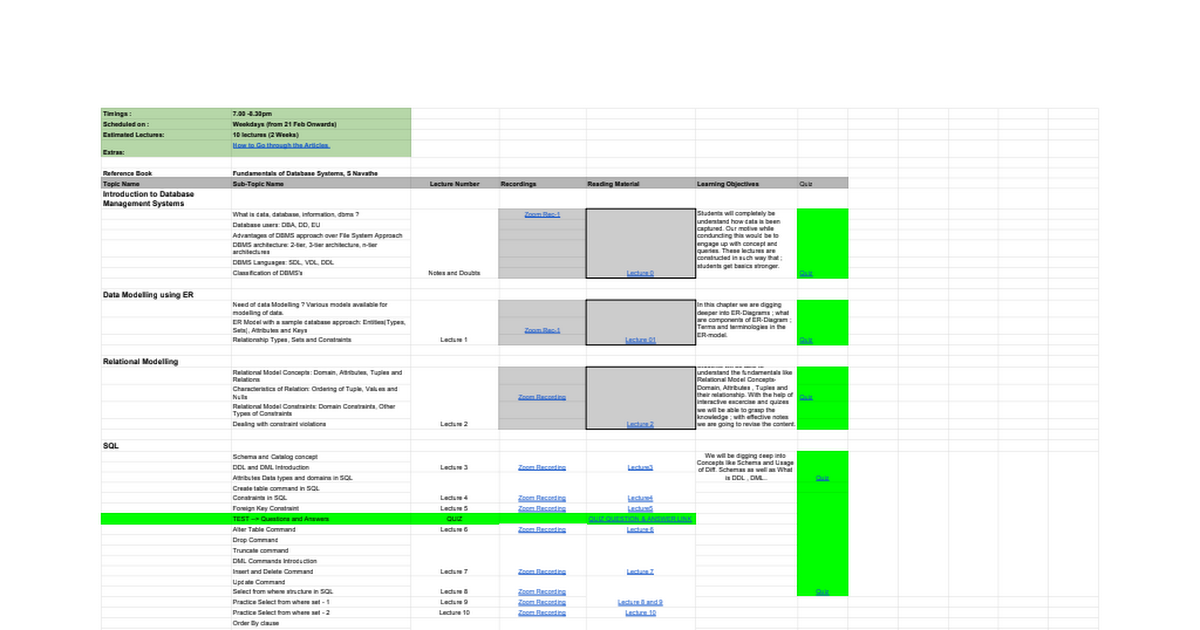 Timings : 7.00 -8.30pm
Scheduled on : Weekdays (from 21 Feb Onwards)
Estimated Lectures: 10 lectures (2 Weeks)
Extras: How to Go through the Articles
Reference Book Fundamentals of Database Systems, S Navathe
Topic Name Sub-Topic Name Lecture Number Recordings Reading Material Learning Objectives Quiz
Introduction to Database
Management Systems
What is data, database, information, dbms ? Zoom Rec-1
Database users: DBA, DD, EU
Advantages of DBMS approach over File System Approach
DBMS architecture: 2-tier, 3-tier architecture, n-tier
architectures
DBMS Languages: SDL, VDL, DDL
Classification of DBMS's Notes and Doubts Lecture 0 Quiz
Students will completely be
understand how data is been
captured. Our motive while
conduncting this would be to
engage up with concept and
queries. These lectures are
constructed in such way that ;
students get basics stronger.
Data Modelling using ER
Need of data Modelling ? Various models available for
modelling of data.
ER Model with a sample database approach: Entities(Types,
Sets), Attributes and Keys Zoom Rec-1
Relationship Types, Sets and Constraints Lecture 1 Lecture 01 Quiz
In this chapter we are digging
deeper into ER-Diagrams ; what
are components of ER-Diagram ;
Terms and terminologies in the
ER-model.
Relational Modelling
Relational Model Concepts: Domain, Attributes, Tuples and
Relations
Characteristics of Relation: Ordering of Tuple, Values and
Nulls Zoom Recording Quiz
Relational Model Constraints: Domain Constraints, Other
Types of Constraints
Dealing with constraint violations Lecture 2 Lecture 2
understand the fundamentals like
Relational Model Concepts-
Domain, Attributes , Tuples and
their relationship. With the help of
interactive excercise and quizes
we will be able to grasp the
knowledge ; with effective notes
we are going to revise the content.
SQL
Schema and Catalog concept
DDL and DML Introduction Lecture 3 Zoom Recording Lecture3
Attributes Data types and domains in SQL Quiz
We will be digging deep into
Concepts like Schema and Usage
of Diff. Schemas as well as What
is DDL , DML..
Create table command in SQL
Constraints in SQL Lecture 4 Zoom Recording Lecture4
Foreign Key Constraint Lecture 5 Zoom Recording Lecture5
TEST --> Questions and Answers QUIZ QUIZ QUESTION & ANSWER LINK
Alter Table Command Lecture 6 Zoom Recording Lecture 6
Drop Command
Truncate command
DML Commands Introduction
Insert and Delete Command Lecture 7 Zoom Recording Lecture 7
Update Command
Select from where structure in SQL Lecture 8 Zoom Recording Quiz
Practice Select from where set - 1 Lecture 9 Zoom Recording Lecture 8 and 9
Practice Select from where set - 2 Lecture 10 Zoom Recording Lecture 10
Order By clause